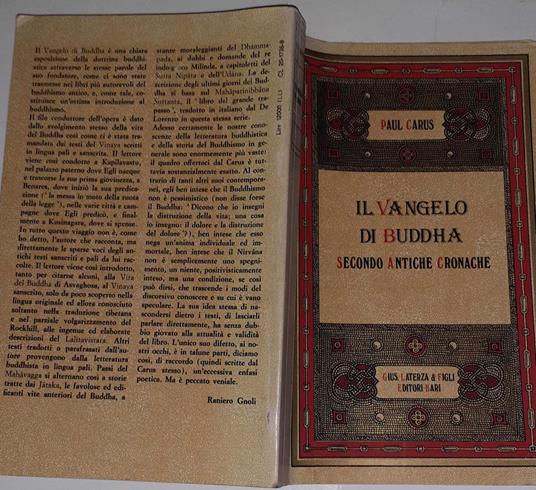 Il Vangelo di Buddha è una chiara
esposizione della dottrina buddhi-
stica attraverso le stesse parole del
suo fondatore, come ci sono state
trasmesse nei libri più autorevoli del
buddhismo antico, e, come tale, co-
stituisce un'ottima introduzione al
buddhismo.
Il filo conduttore dell'opera è dato
dallo svolgimento stesso della vita
del Buddha così come ci è stata tra-
mandata dai testi del Vinaya scritti
in lingua pali e sanscrita. Il lettore
viene così condotto a Kapilavastu,
nel palazzo paterno dove Egli nacque
e trascorse la sua prima giovinezza, a
Benares, dove iniziò la sua predica-
zione ('la messa in moto della ruota
della legge'), nelle varie città e cam-
pagne dove Egli predicò, e final-
mente a Kusinagara, dove si spense.
In tutto questo viaggio non è, come
ho detto, l'autore che racconta, ma
direttamente le sparse voci degli an-
tichi testi sanscriti e pali da lui rac-
colte. Il lettore viene così introdotto,
tanto per citarne alcuni, alla Vita
del Buddha di Asvaghosa, al Vinaya
sanscrito, solo da poco scoperto nella
lingua originale ed allora conosciuto
soltanto nella traduzione tibetana
e nel parziale volgarizzamento del
Rockhill, alle ingenue ed elaborate
descrizioni del Lalitavistara. Altri
testi tradotti o parafrasati dall'au-
tore provengono dalla letteratura
buddhista in lingua pali. Passi del
Mahāvagga si alternano così a storie
tratte dai Jātaka, le favolose ed edi-
ficanti vite anteriori del Buddha, a
stanze moraleggianti del Dhamma-
pada, ai dubbi e domande del re
indo-greco Milinda, a capitoletti del
Sutta Nipāta e dell'Udāna. La de-
scrizione degli ultimi giorni del Bud-
dha si basa sul Mahāparinibbāna
Suttanta, il 'libro del grande tra-
passo', tradotto in italiano dal De
Lorenzo in questa stessa serie.
Adesso certamente le nostre cono-
scenze della letteratura buddhistica
e della storia del Buddhismo in ge-
nerale sono enormemente più vaste:
il quadro offertoci dal Carus è tut-
tavia sostanzialmente esatto. Al con-
trario di tanti altri suoi contempora-
nei, egli ben intese che il Buddhismo
non è pessimistico (non disse forse
il Buddha: 'Dicono che io insegni
la distruzione della vita; una cosa
io insegno: il dolore e la distruzione
del dolore'?), ben intese che esso
nega un'anima individuale ed im-
mortale, ben intese che il Nirvāṇa
non è semplicemente uno spegni-
mento, un niente, positivisticamente
inteso, ma una condizione, se così
può dirsi, che trascende i modi del
discorsivo conoscere e su cui è vano
speculare. La sua idea stessa di na-
scondersi dietro i testi, di lasciarli
parlare direttamente, ha senza dub-
bio giovato alla attualità e validità
del libro. L'unico suo difetto, ai no-
stri occhi, è in talune parti, diciamo
così, di raccordo (quindi scritte dal
Carus stesso), un'eccessiva enfasi
poetica. Ma è peccato veniale.
Raniero Gnoli
CL 20-1736-9
PAUL CARUS
IL VANGELO
DI BUDDHA
SECONDO ANTICHE CRONACHE
GIUS. LATERZA & FIGLI
EDITORI·BARI